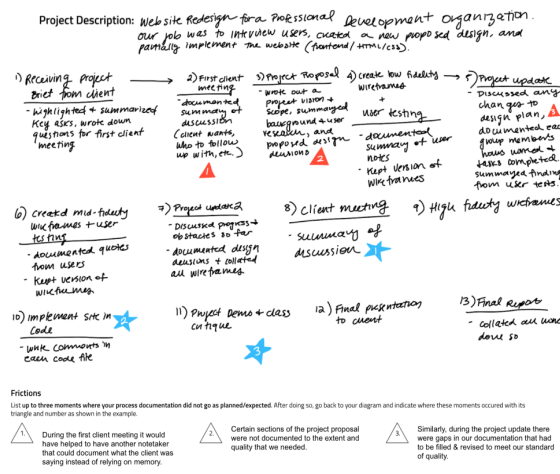 Project Description: Website Redesign for a Professional Development Organization.
our job was to interview users, created a new proposed design, and
partially implement the website (frontend/HTML/CSS).
1) Receiving project
Brief from client
- highlighted & summarized
key asks, wrote down
questions for first client
meeting
2) First client
meeting
- documented
summary of
discussion
(client wants,
who to follow
up with, etc.)
1
3) Project Proposal
- wrote out a
project vision &
scope, summarized
background & user
research, and
proposed design
decisions
2
4) Create low fidelity
wireframes
+
user testing
- documented
summary of user
notes
- Kept version of
wireframes
5) Project update
- Discussed any
changes to
design plan,
documented each
group members
hours worked &
tasks completed.
summarized findings
from user tests.
3
6) Created mid-fidelity
wireframes + user
testing
- documented quotes
from users
- Kept version of
wireframes
7) Project update 2
- Discussed progress &
obstacles so far
- documented design
decisions + collated
all wireframes
8) Client meeting
- summary of
discussion
1
9) High fidelity wireframes
10) Implement site in
Code
- write comments in
each code file
2
11) Project Demo & class
critique
3
12) Final presentation
to client
13) Final Report
- collated all work
done so
Frictions
List up to three moments where your process documentation did not go as planned/expected. After doing so, go back to your diagram and indicate where these moments occured with its
triangle and number as shown in the example.
1.
During the first client meeting it would
have helped to have another notetaker
that could document what the client was
saying instead of relying on memory.
2.
Certain sections of the project proposal
were not documented to the extent and
quality that we needed.
3.
Similarly, during the project update there
were gaps in our documentation that had
to be filled & revised to meet our standard
of quality.